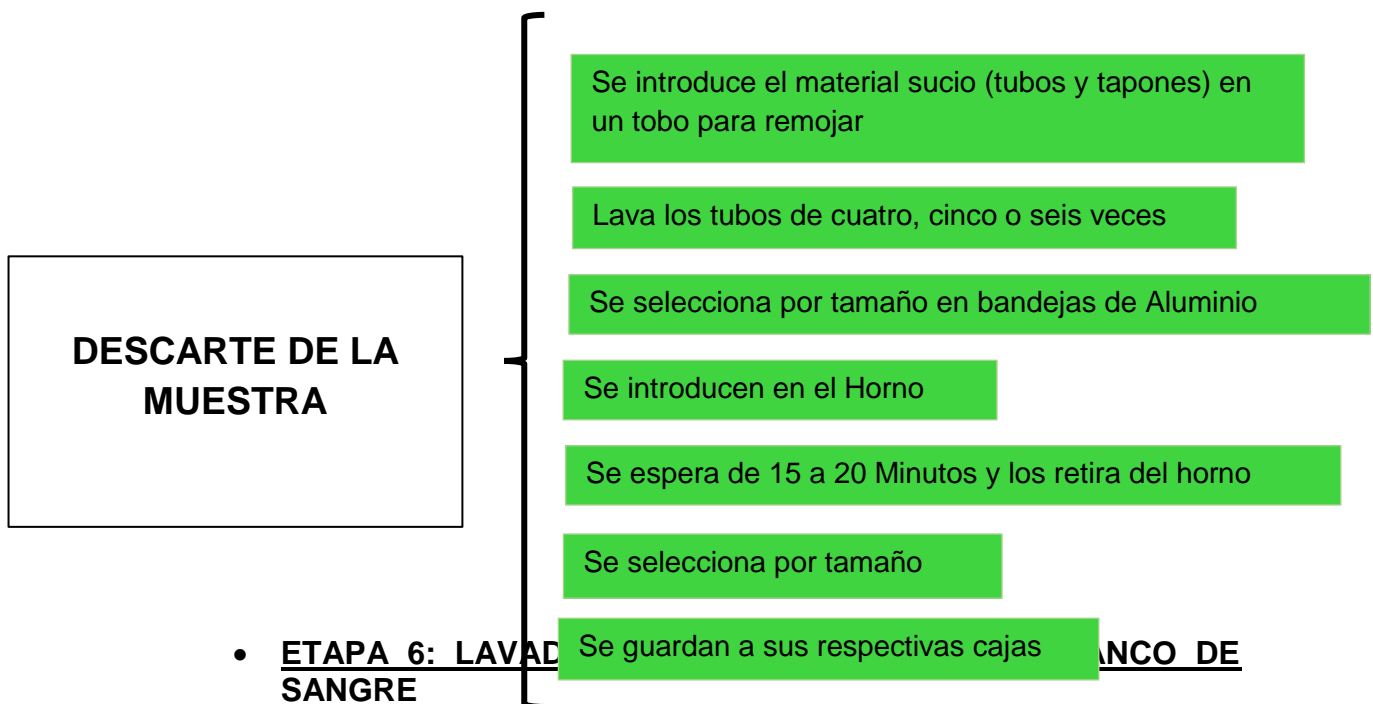 Se introduce el material sucio (tubos y tapones) en
un tobo para remojar
Lava los tubos de cuatro, cinco o seis veces
Se selecciona por tamaño en bandejas de Aluminio
DESCARTE DE LA
MUESTRA
Se introducen en el Horno
Se espera de 15 a 20 Minutos y los retira del horno
Se selecciona por tamaño
Se guardan a sus respectivas cajas
• ETAPA 6: LAVAD ANCO DE
SANGRE